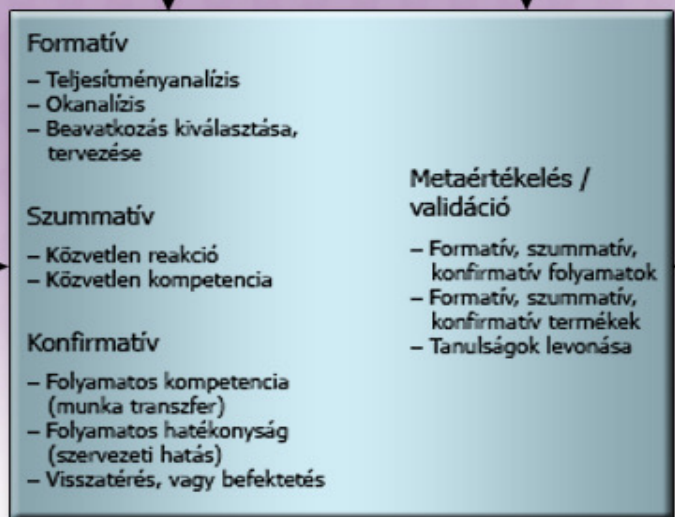 Formatív
– Teljesítményanalízis
– Okanalízis
– Beavatkozás kiválasztása,
tervezése
Szummatív
– Közvetlen reakció
– Közvetlen kompetencia
Konfirmatív
– Folyamatos kompetencia
(munka transzfer)
– Folyamatos hatékonyság
(szervezeti hatás)
– Visszatérés, vagy befektetés
Metaértékelés /
validáció
– Formatív, szummatív,
konfirmatív folyamatok
– Formatív, szummatív,
konfirmatív termékek
– Tanulságok levonása